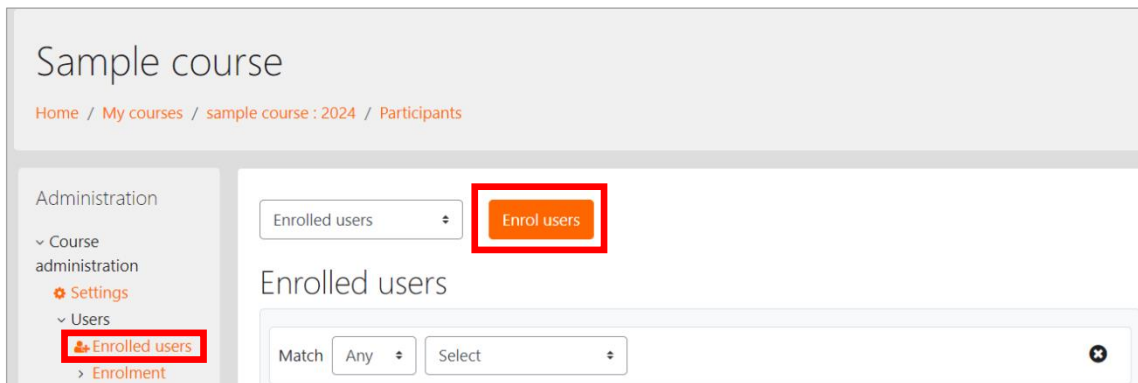 Sample course
Home / My courses / sample course : 2024 / Participants
Administration
Course
administration
Settings
Users
Enrolled users
Enrolment
Enrolled users
Enrol users
Enrolled users
Match Any Select